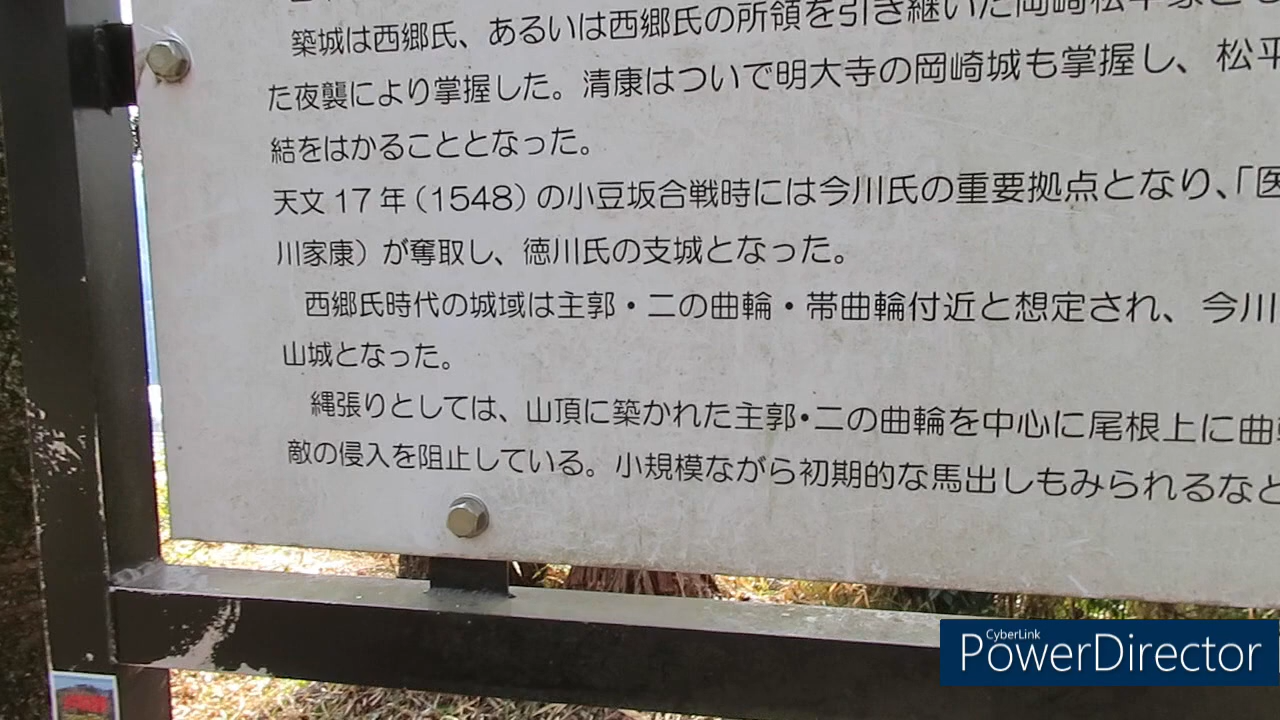 築城は西郷氏、あるいは西郷氏の所領を引き継いた岡崎松平家と
た夜襲により掌握した。清康はついで明大寺の岡崎城も掌握し、松平
結をはかることとなった。
天文17年（1548）の小豆坂合戦時には今川氏の重要拠点となり、「医
川家康）が奪取し、徳川氏の支城となった。
西郷氏時代の城域は主郭・二の曲輪・帯曲輪付近と想定され、今川
山城となった。
縄張りとしては、山頂に築かれた主郭・二の曲輪を中心に尾根上に曲
敵の侵入を阻止している。小規模ながら初期的な馬出しもみられるなど
CyberLink
PowerDirector